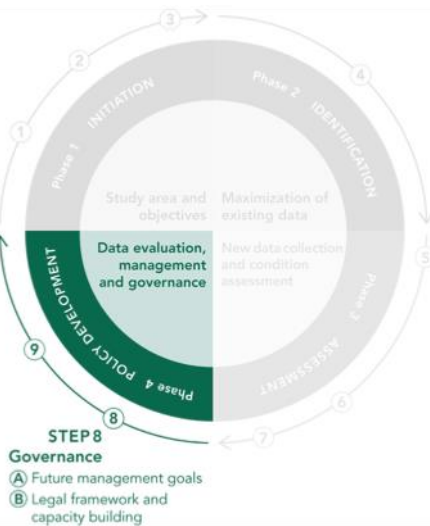 3
2
4
1
Phase 1 INITIATION
Phase 2 IDENTIFICATION
Study area and
objectives
Maximization of
existing data
Data evaluation,
management
and governance
New data collection
and condition
assessment
5
Phase 3 ASSESSMENT
Phase 4 POLICY DEVELOPMENT
9
6
8
7
STEP 8
Governance
A Future management goals
B Legal framework and
capacity building